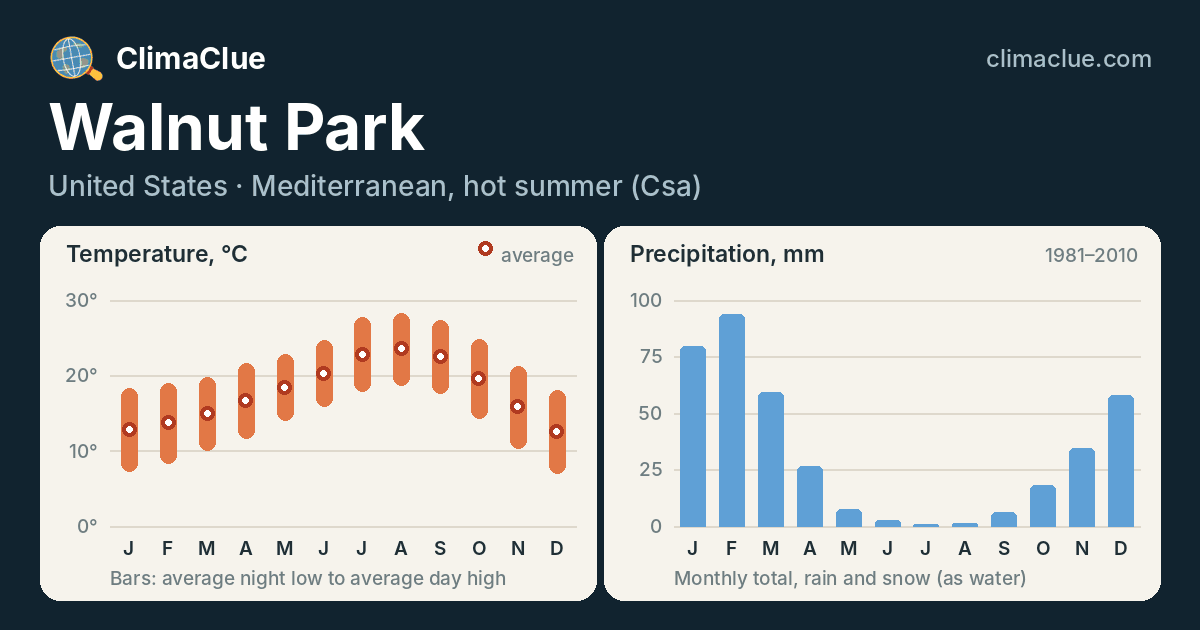 ClimaClue
climaclue.com
Walnut Park
United States · Mediterranean, hot summer (Csa)
Temperature, °C
average
30°
20°
10°
0°
J F M A M J J A S O N D
Bars: average night low to average day high
Precipitation, mm
1981–2010
100
75
50
25
0
J F M A M J J A S O N D
Monthly total, rain and snow (as water)